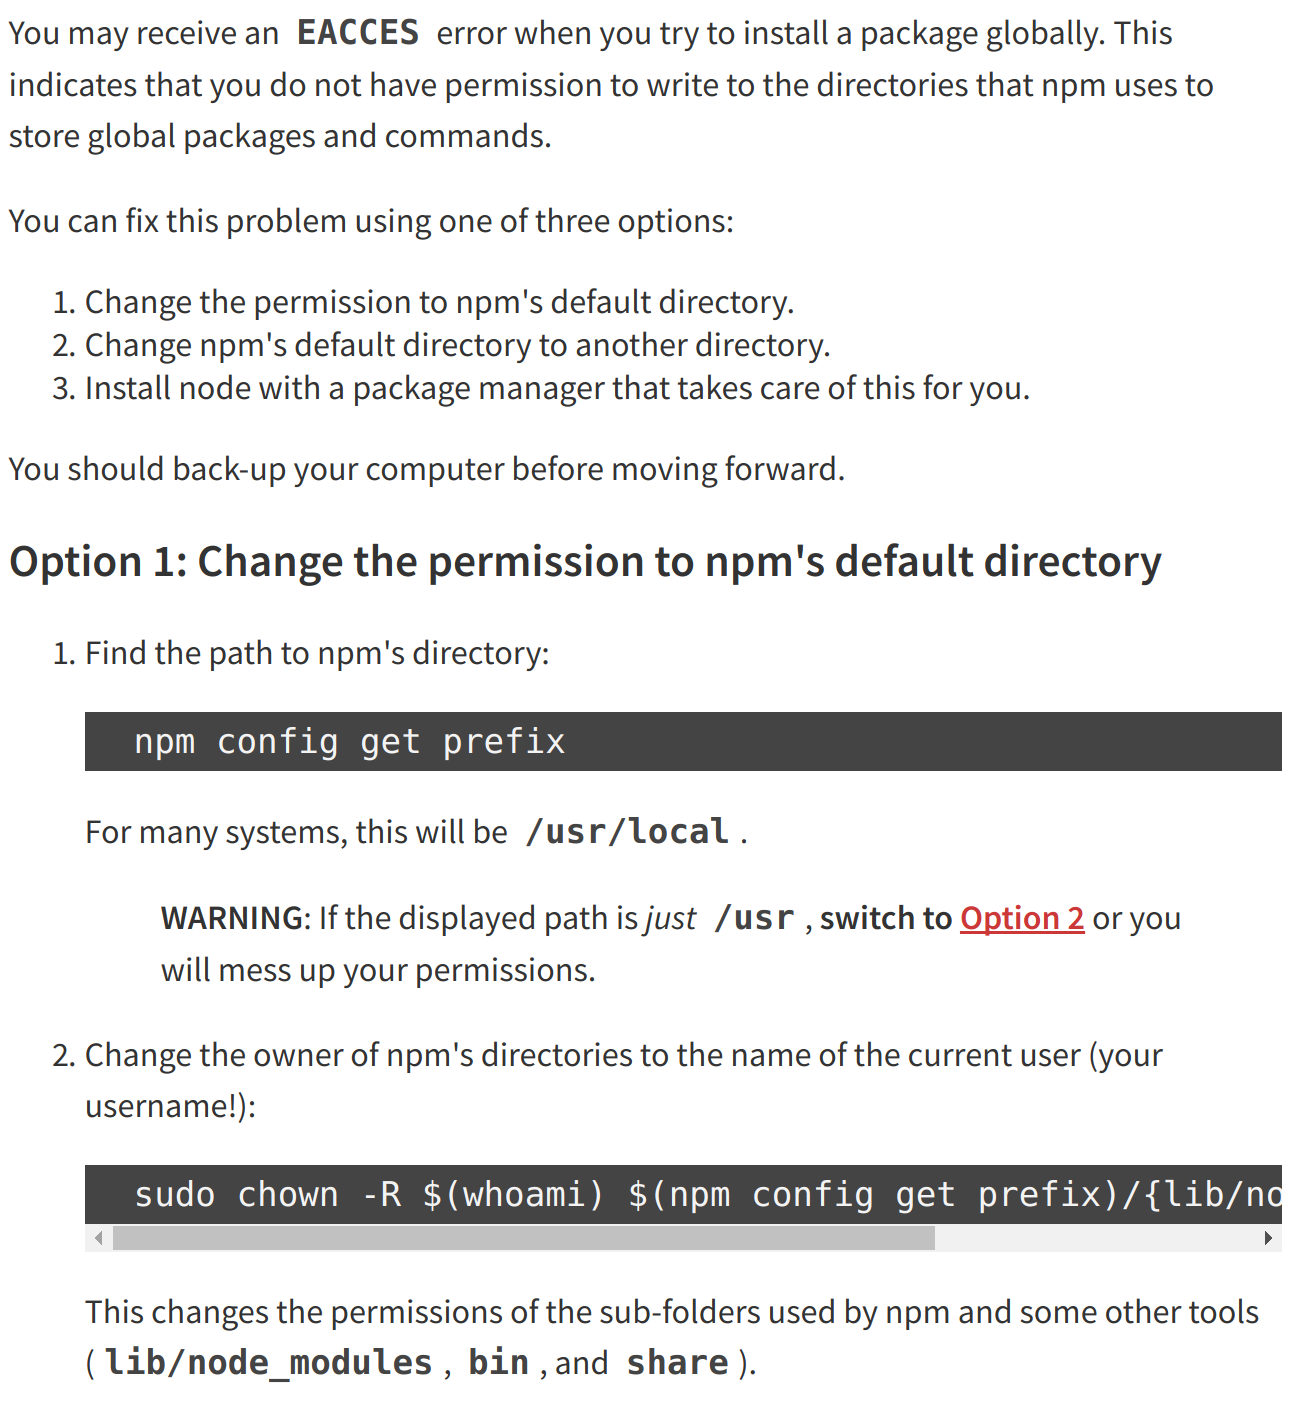 You may receive an EACCES error when you try to install a package globally. This
indicates that you do not have permission to write to the directories that npm uses to
store global packages and commands.
You can fix this problem using one of three options:
1. Change the permission to npm's default directory.
2. Change npm's default directory to another directory.
3. Install node with a package manager that takes care of this for you.
You should back-up your computer before moving forward.
Option 1: Change the permission to npm's default directory
1. Find the path to npm's directory:
npm config get prefix
For many systems, this will be /usr/local .
WARNING: If the displayed path is just /usr , switch to Option 2 or you
will mess up your permissions.
2. Change the owner of npm's directories to the name of the current user (your
username!):
sudo chown -R $(whoami) $(npm config get prefix)/{lib/no
This changes the permissions of the sub-folders used by npm and some other tools
( lib/node_modules , bin , and share ).